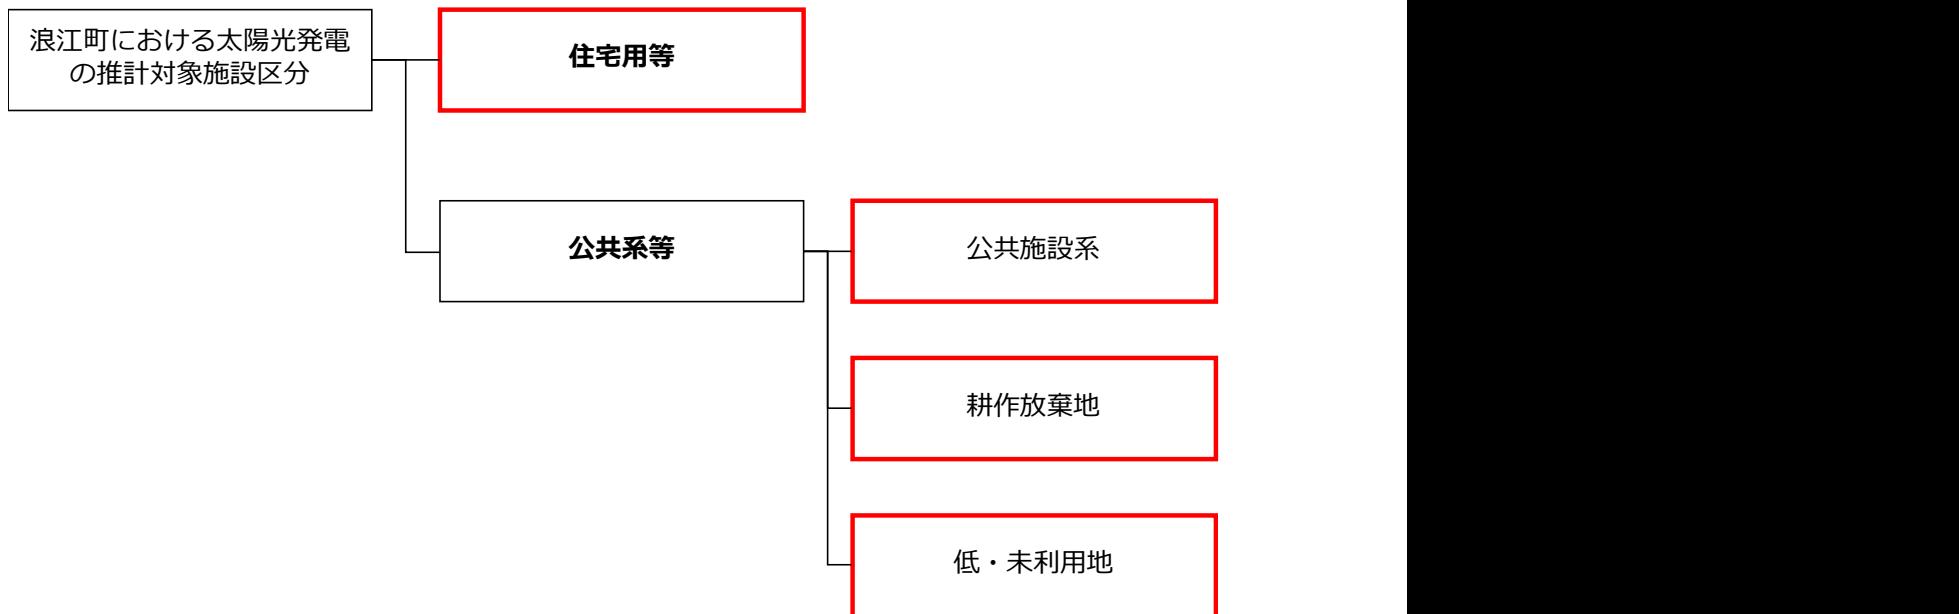 浪江町における太陽光発電
の推計対象施設区分
住宅用等
公共系等
公共施設系
耕作放棄地
低・未利用地